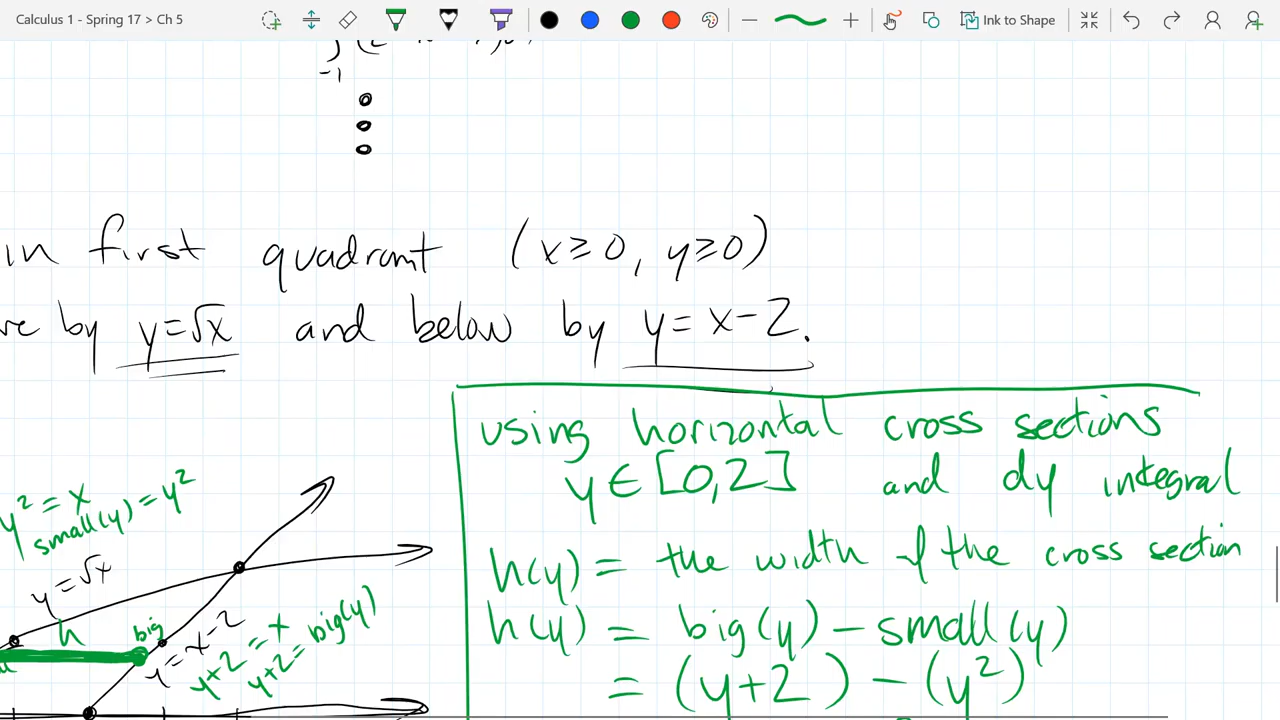 Calculus 1 - Spring 17 > Ch 5
Ink to Shape
-1
in first quadrant (x≥0, y≥0)
by y=√x and below by y=x-2.
using horizontal cross sections
y∈[0,2] and dy integral
h(y) = the width of the cross section
h(y) = big(y) - small(y)
= (y+2) - (y²)
y² = x
small(y) = y²
y=√x
h
big
y=x-2
y+2=x
y+2=big(y)